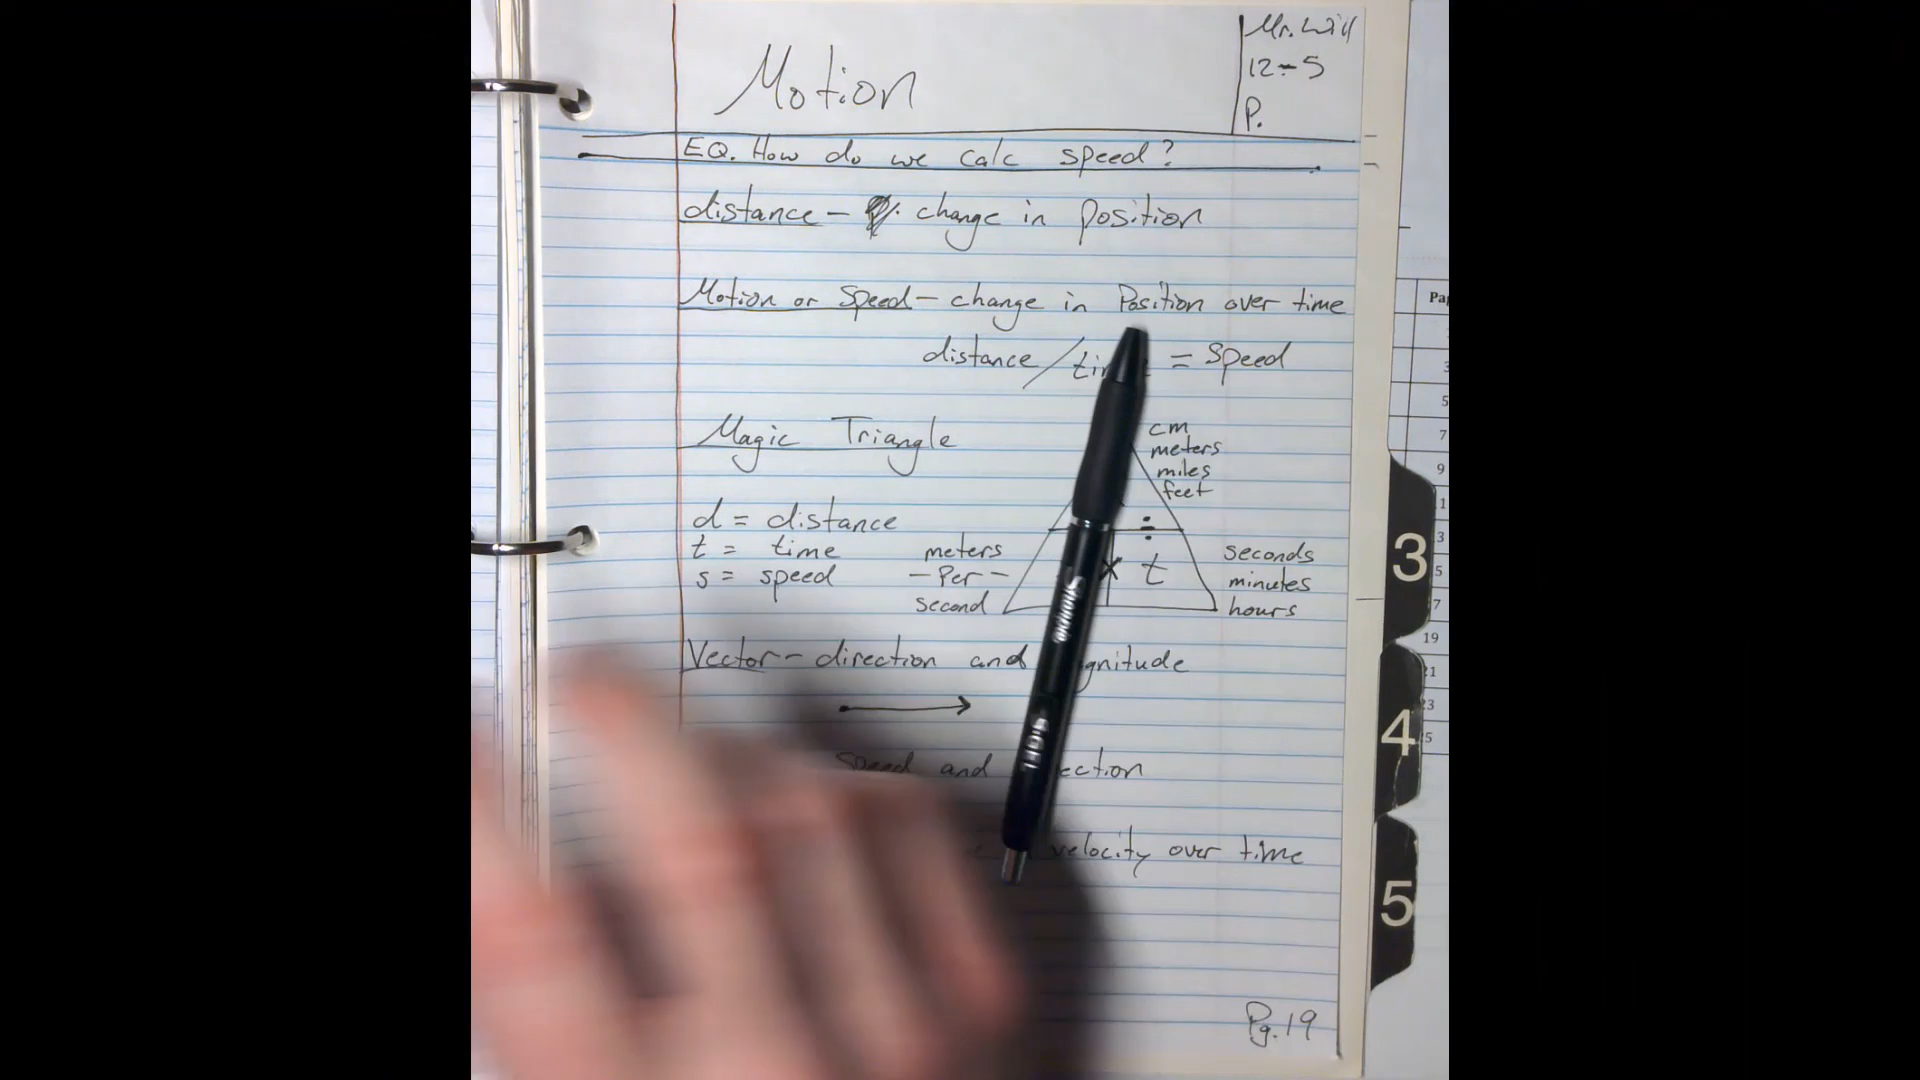 Mr. Will
12-5
P.
Motion
EQ. How do we calc speed?
distance - change in position
Motion or Speed - change in Position over time
distance / = Speed
Magic Triangle
cm
meters
miles
feet
÷
d = distance
t = time
s = speed
meters
- Per -
second
× t
seconds
minutes
hours
Vector - direction and
speed and
velocity over time
Pg. 19
3
4
5